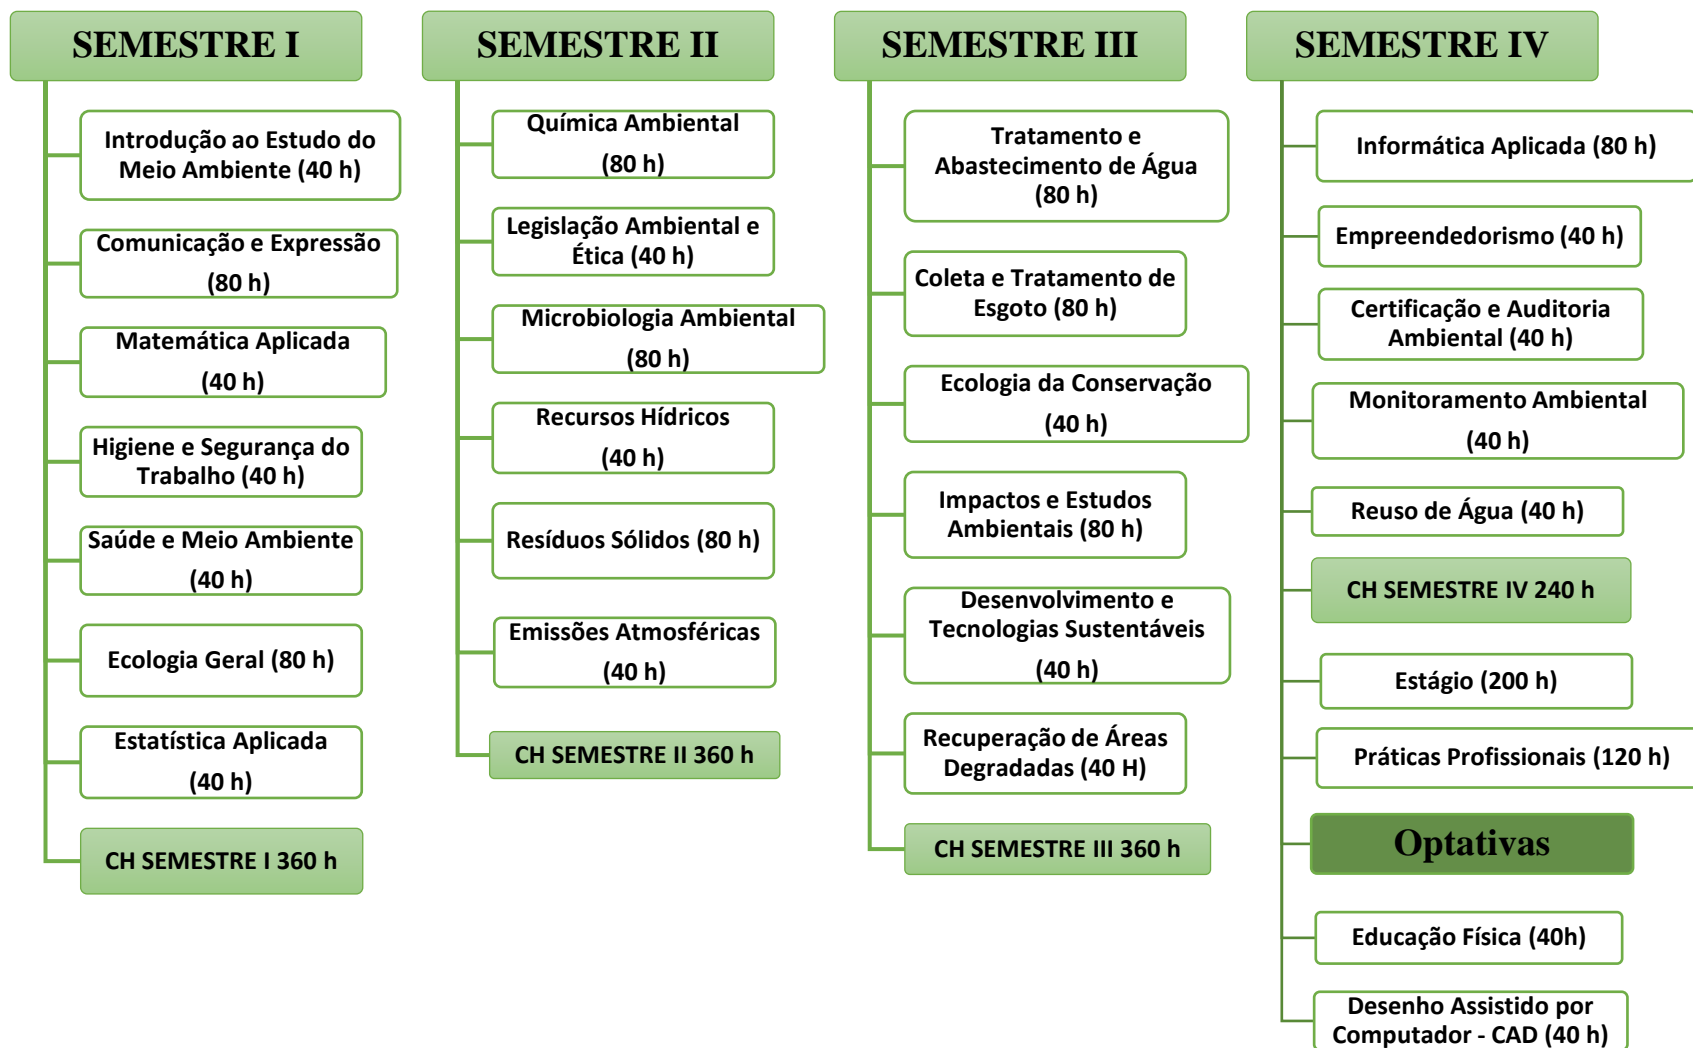 SEMESTRE I
Introdução ao Estudo do
Meio Ambiente (40 h)
Comunicação e Expressão
(80 h)
Matemática Aplicada
(40 h)
Higiene e Segurança do
Trabalho (40 h)
Saúde e Meio Ambiente
(40 h)
Ecologia Geral (80 h)
Estatística Aplicada
(40 h)
CH SEMESTRE I 360 h
SEMESTRE II
Química Ambiental
(80 h)
Legislação Ambiental e
Ética (40 h)
Microbiologia Ambiental
(80 h)
Recursos Hídricos
(40 h)
Resíduos Sólidos (80 h)
Emissões Atmosféricas
(40 h)
CH SEMESTRE II 360 h
SEMESTRE III
Tratamento e
Abastecimento de Água
(80 h)
Coleta e Tratamento de
Esgoto (80 h)
Ecologia da Conservação
(40 h)
Impactos e Estudos
Ambientais (80 h)
Desenvolvimento e
Tecnologias Sustentáveis
(40 h)
Recuperação de Áreas
Degradadas (40 H)
CH SEMESTRE III 360 h
SEMESTRE IV
Informática Aplicada (80 h)
Empreendedorismo (40 h)
Certificação e Auditoria
Ambiental (40 h)
Monitoramento Ambiental
(40 h)
Reuso de Água (40 h)
CH SEMESTRE IV 240 h
Estágio (200 h)
Práticas Profissionais (120 h)
Optativas
Educação Física (40h)
Desenho Assistido por
Computador - CAD (40 h)